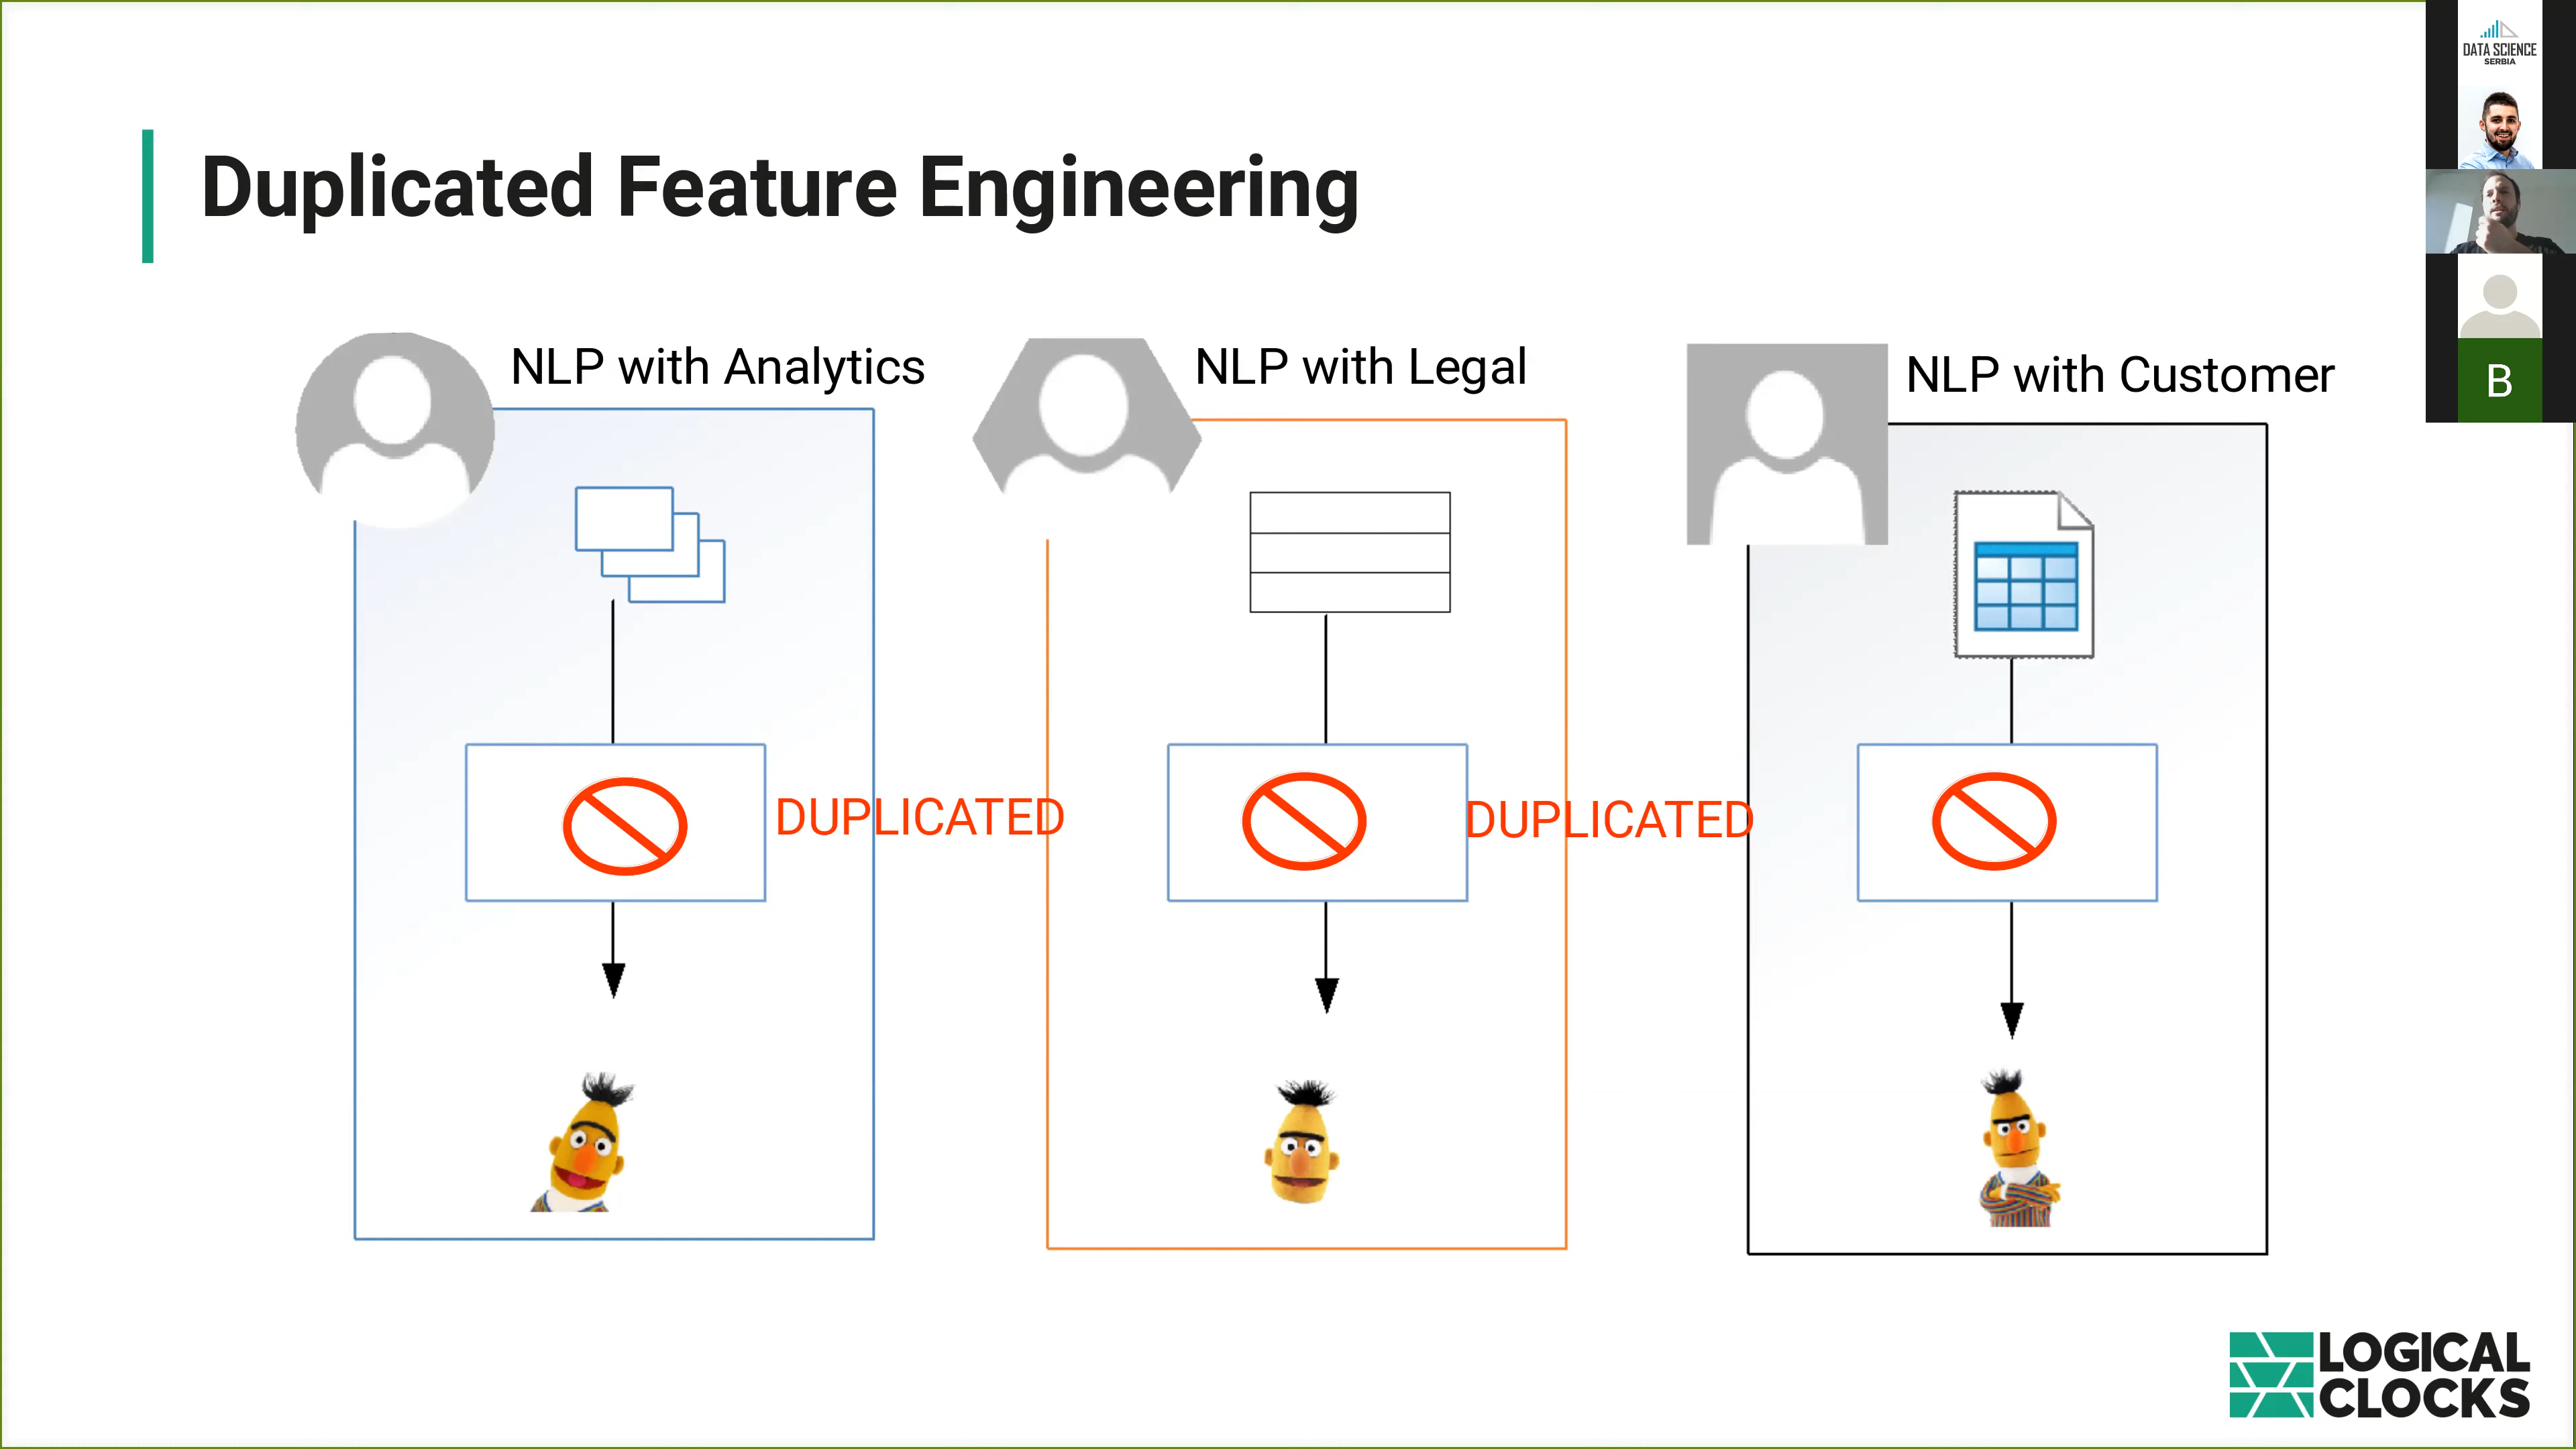 DATA SCIENCE
SERBIA
Duplicated Feature Engineering
NLP with Analytics
NLP with Legal
NLP with Customer
B
DUPLICATED
DUPLICATED
LOGICAL
CLOCKS